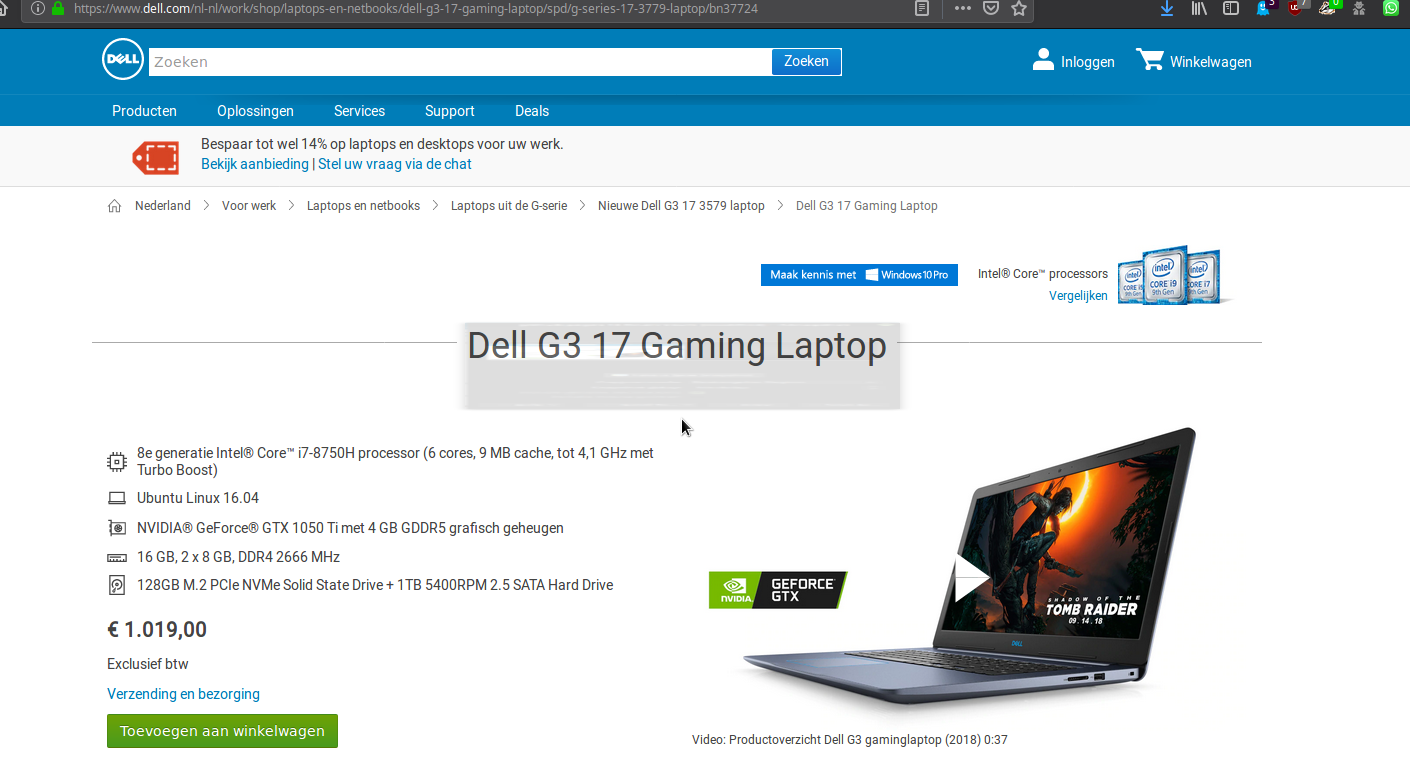 https://www.dell.com/nl-nl/work/shop/laptops-en-netbooks/dell-g3-17-gaming-laptop/spd/g-series-17-3779-laptop/bn37724
3
7
0
DELL
Zoeken
Zoeken
Inloggen
Winkelwagen
Producten
Oplossingen
Services
Support
Deals
Bespaar tot wel 14% op laptops en desktops voor uw werk.
Bekijk aanbieding | Stel uw vraag via de chat
Nederland
Voor werk
Laptops en netbooks
Laptops uit de G-serie
Nieuwe Dell G3 17 3579 laptop
Dell G3 17 Gaming Laptop
Maak kennis met Windows 10 Pro
Intel® Core™ processors
Vergelijken
intel CORE i5 9th Gen
intel CORE i9 9th Gen
intel CORE i7 9th Gen
Dell G3 17 Gaming Laptop
8e generatie Intel® Core™ i7-8750H processor (6 cores, 9 MB cache, tot 4,1 GHz met
Turbo Boost)
Ubuntu Linux 16.04
NVIDIA® GeForce® GTX 1050 Ti met 4 GB GDDR5 grafisch geheugen
16 GB, 2 x 8 GB, DDR4 2666 MHz
128GB M.2 PCIe NVMe Solid State Drive + 1TB 5400RPM 2.5 SATA Hard Drive
€ 1.019,00
Exclusief btw
Verzending en bezorging
Toevoegen aan winkelwagen
NVIDIA.
GEFORCE
GTX
SHADOW OF THE
TOMB RAIDER
09.14.18
DELL
Video: Productoverzicht Dell G3 gaminglaptop (2018) 0:37